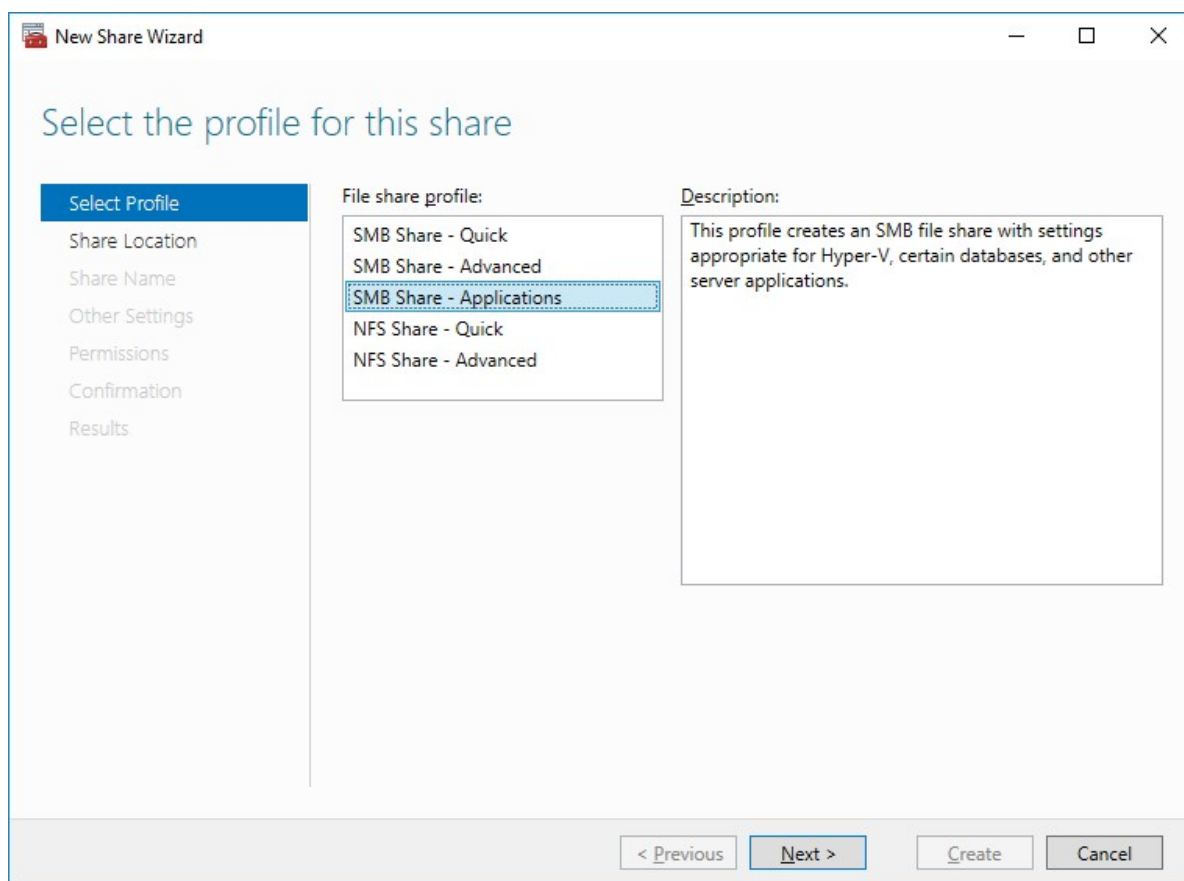 New Share Wizard
Select the profile for this share
Select Profile
Share Location
Share Name
Other Settings
Permissions
Confirmation
Results
File share profile:
SMB Share - Quick
SMB Share - Advanced
SMB Share - Applications
NFS Share - Quick
NFS Share - Advanced
Description:
This profile creates an SMB file share with settings
appropriate for Hyper-V, certain databases, and other
server applications.
< Previous
Next >
Create
Cancel